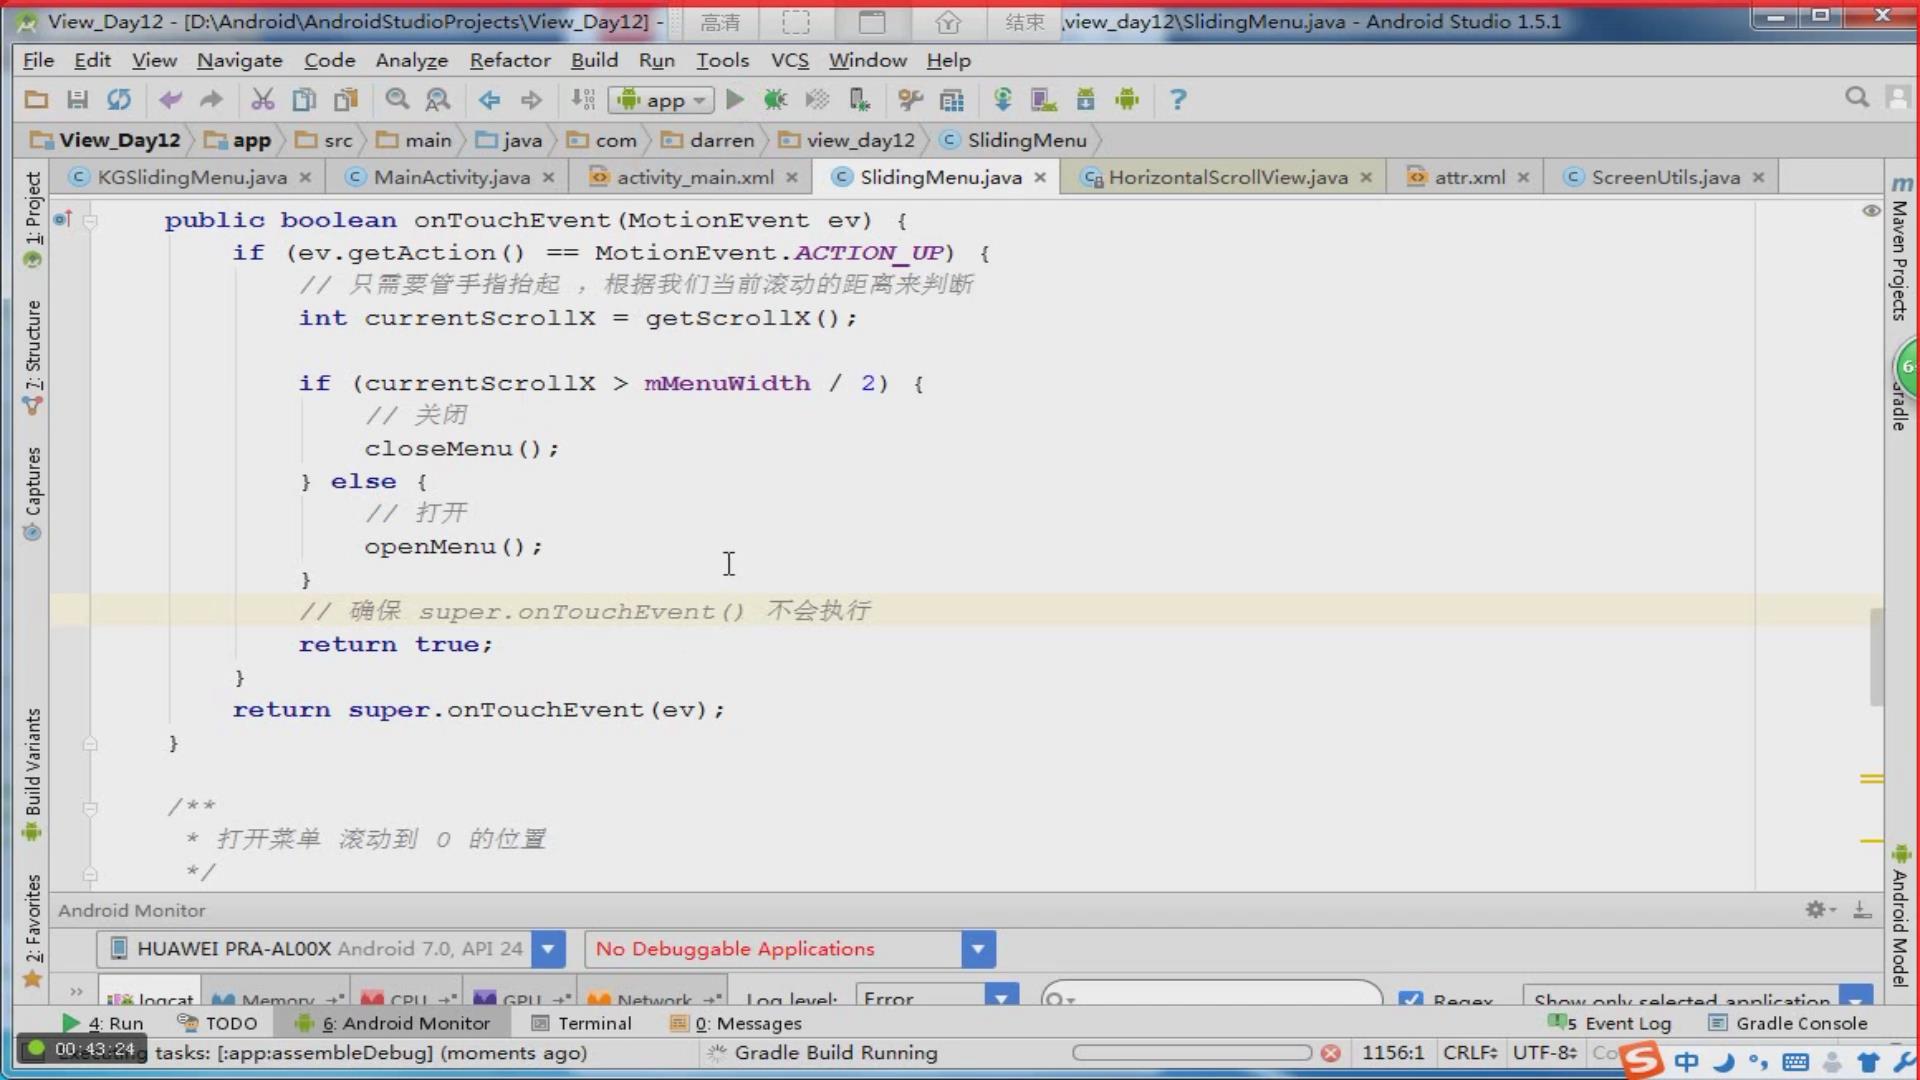 View_Day12 - [D:\Android\AndroidStudioProjects\View_Day12] - 高清 结束 .view_day12\SlidingMenu.java - Android Studio 1.5.1
File Edit View Navigate Code Analyze Refactor Build Run Tools VCS Window Help
app
View_Day12 app src main java com darren view_day12 SlidingMenu
KGSlidingMenu.java MainActivity.java activity_main.xml SlidingMenu.java HorizontalScrollView.java attr.xml ScreenUtils.java
public boolean onTouchEvent(MotionEvent ev) {
if (ev.getAction() == MotionEvent.ACTION_UP) {
// 只需要管手指抬起 ，根据我们当前滚动的距离来判断
int currentScrollX = getScrollX();
if (currentScrollX > mMenuWidth / 2) {
// 关闭
closeMenu();
} else {
// 打开
openMenu();
}
// 确保 super.onTouchEvent() 不会执行
return true;
}
return super.onTouchEvent(ev);
}
/**
* 打开菜单 滚动到 0 的位置
*/
1: Project
7: Structure
Captures
Build Variants
2: Favorites
Maven Projects
Gradle
Android Model
Android Monitor
HUAWEI PRA-AL00X Android 7.0, API 24 No Debuggable Applications
logcat Memory CPU GPU Network Log level: Error Regex Show only selected application
4: Run TODO 6: Android Monitor Terminal 0: Messages 5 Event Log Gradle Console
00:43:24 tasks: [:app:assembleDebug] (moments ago) Gradle Build Running 1156:1 CRLF UTF-8 中